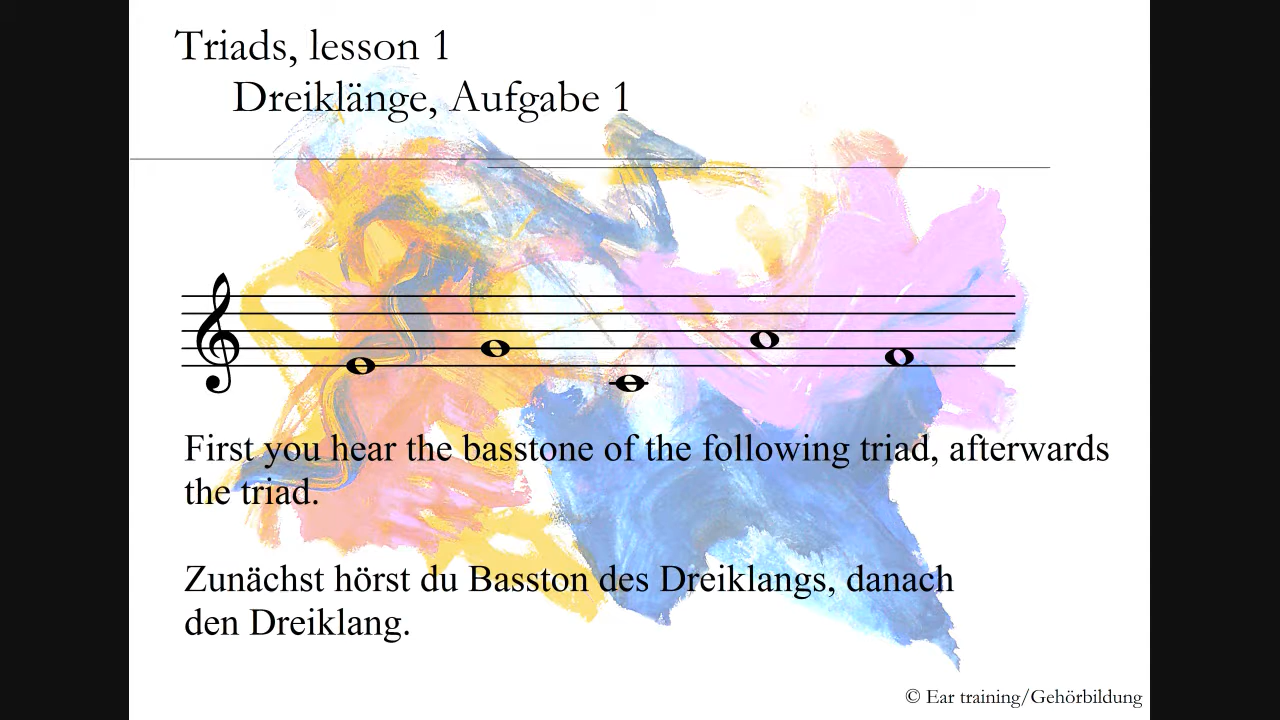 Triads, lesson 1
Dreiklänge, Aufgabe 1
First you hear the basstone of the following triad, afterwards
the triad.
Zunächst hörst du Basston des Dreiklangs, danach
den Dreiklang.
© Ear training/Gehörbildung